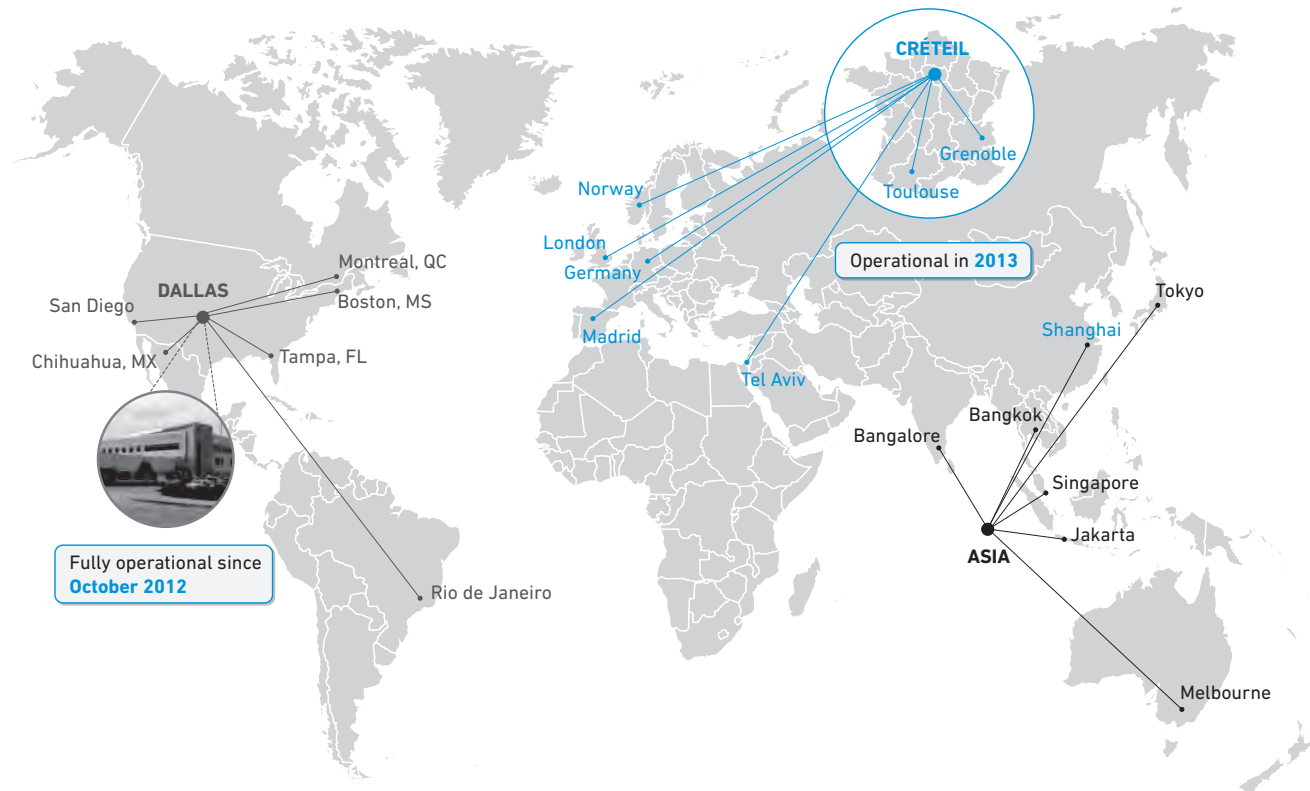 CRÉTEIL
Grenoble
Toulouse
Norway
London
Germany
Madrid
Tel Aviv
Operational in 2013
Montreal, QC
DALLAS
Boston, MS
San Diego
Chihuahua, MX
Tampa, FL
Rio de Janeiro
Fully operational since
October 2012
Tokyo
Shanghai
Bangkok
Bangalore
Singapore
Jakarta
ASIA
Melbourne